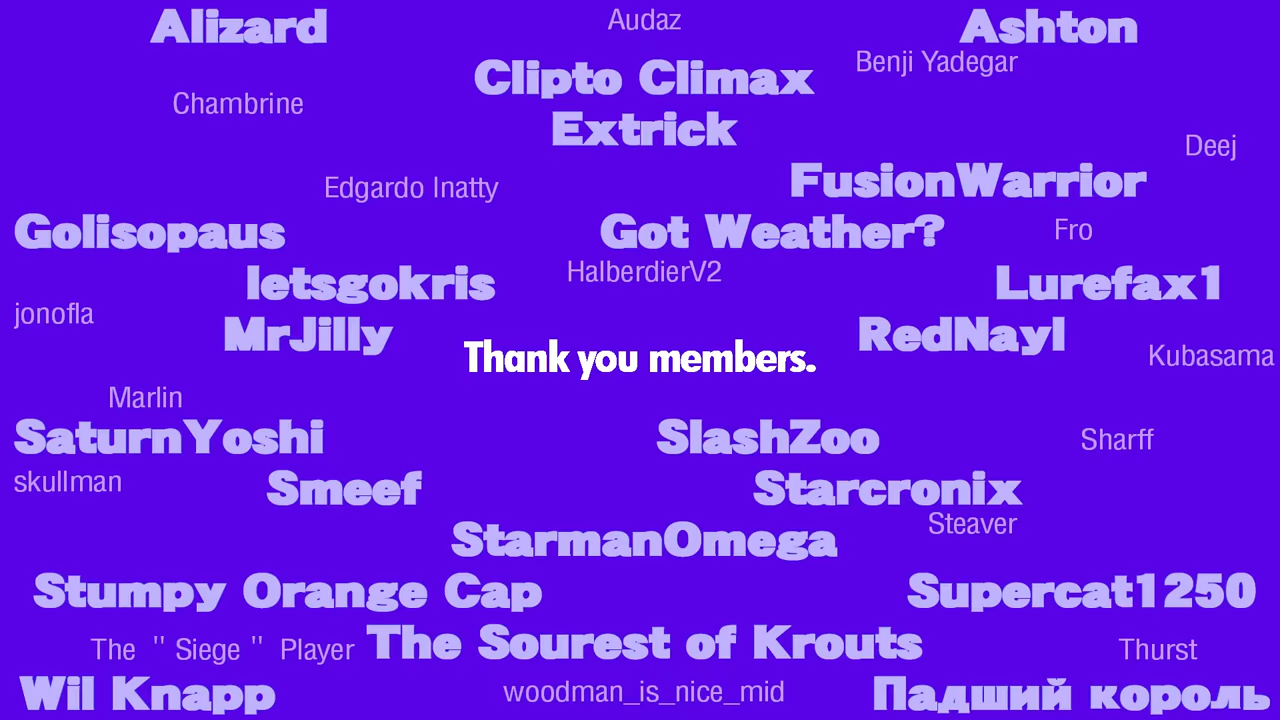 Alizard
Audaz
Ashton
Clipto Climax
Benji Yadegar
Chambrine
Extrick
Deej
Edgardo Inatty
FusionWarrior
Golisopaus
Got Weather?
Fro
letsgokris
HalberdierV2
Lurefax1
jonofla
MrJilly
Thank you members.
RedNayl
Kubasama
Marlin
SaturnYoshi
SlashZoo
Sharff
skullman
Smeef
Starcronix
Steaver
StarmanOmega
Stumpy Orange Cap
Supercat1250
The " Siege " Player
The Sourest of Krouts
Thurst
Wil Knapp
woodman_is_nice_mid
Падший король